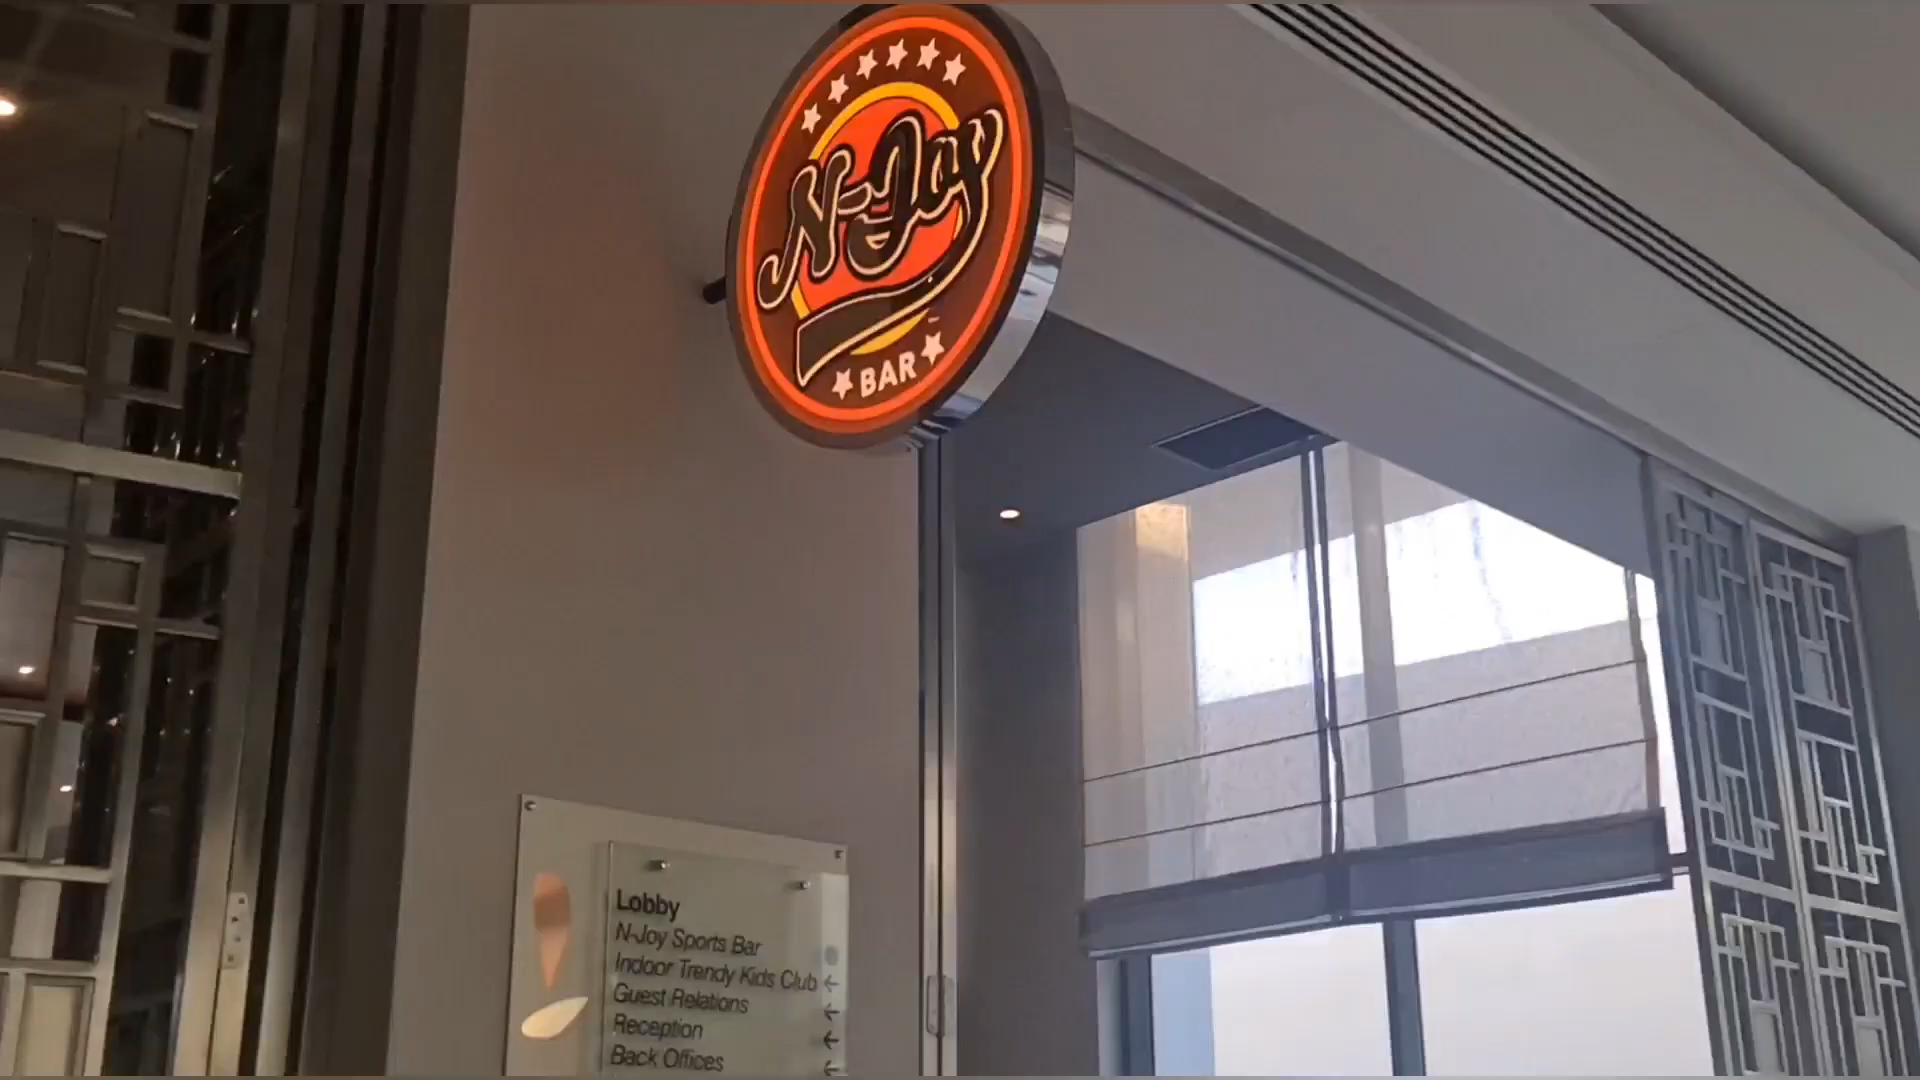 N-Joy
BAR
Lobby
N-Joy Sports Bar
Indoor Trendy Kids Club
Guest Relations
Reception
Back Offices